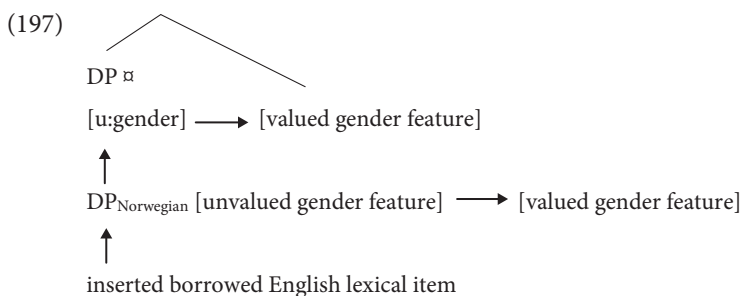 (197)
DP ¤
[u:gender] [valued gender feature]
DPNorwegian [unvalued gender feature] [valued gender feature]
inserted borrowed English lexical item